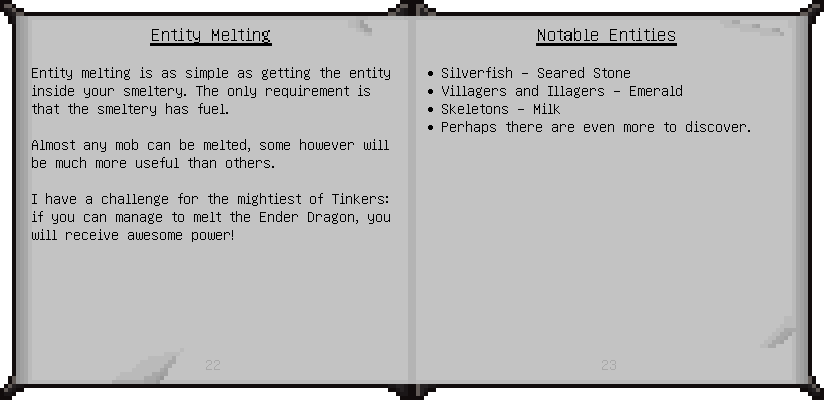 Entity Melting
Entity melting is as simple as getting the entity
inside your smeltery. The only requirement is
that the smeltery has fuel.
Almost any mob can be melted, some however will
be much more useful than others.
I have a challenge for the mightiest of Tinkers:
if you can manage to melt the Ender Dragon, you
will receive awesome power!
22
Notable Entities
• Silverfish - Seared Stone
• Villagers and Illagers - Emerald
• Skeletons - Milk
• Perhaps there are even more to discover.
23